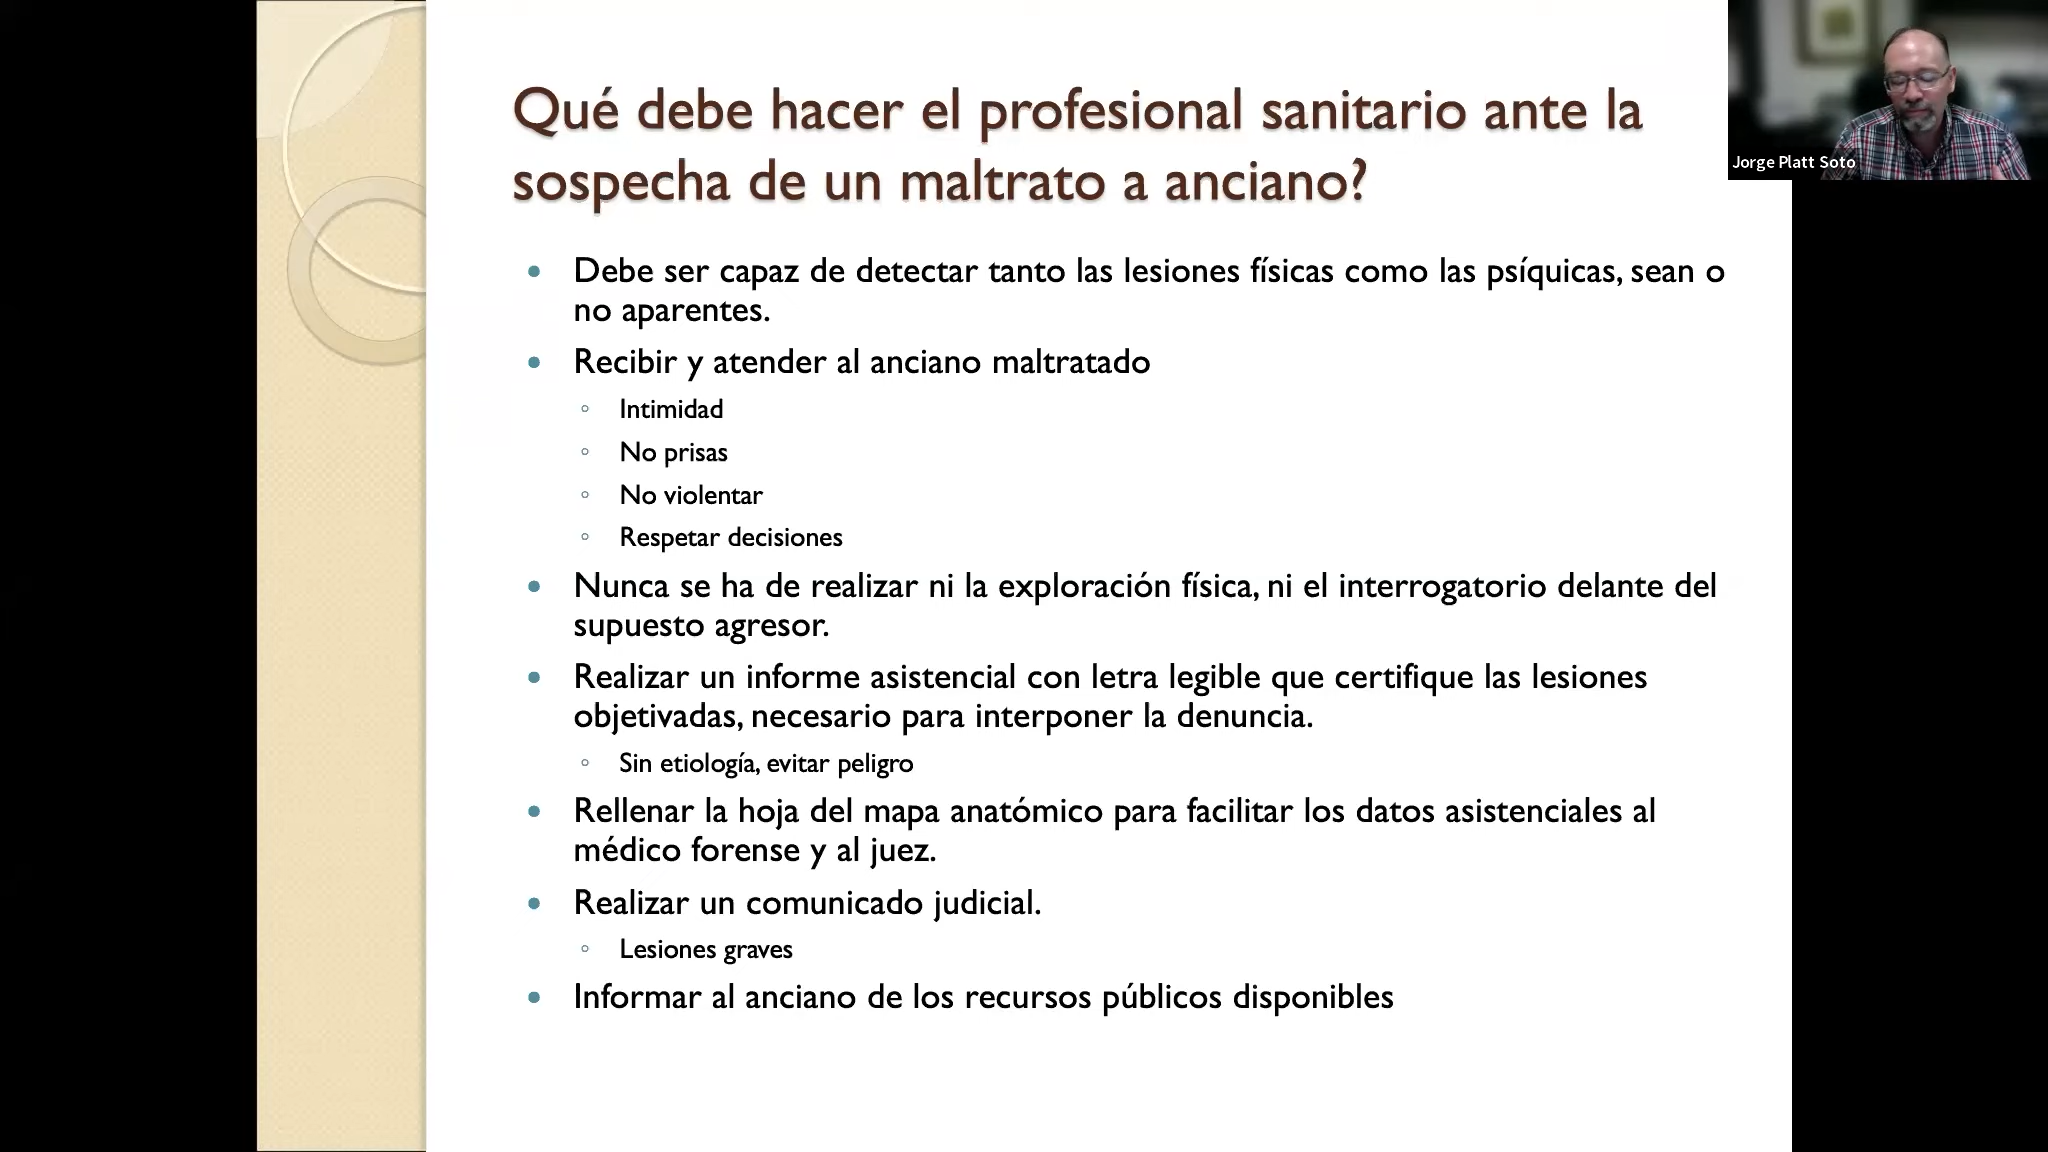 Qué debe hacer el profesional sanitario ante la
sospecha de un maltrato a anciano?
Jorge Platt Soto
• Debe ser capaz de detectar tanto las lesiones físicas como las psíquicas, sean o
no aparentes.
• Recibir y atender al anciano maltratado
◦ Intimidad
◦ No prisas
◦ No violentar
◦ Respetar decisiones
• Nunca se ha de realizar ni la exploración física, ni el interrogatorio delante del
supuesto agresor.
• Realizar un informe asistencial con letra legible que certifique las lesiones
objetivadas, necesario para interponer la denuncia.
◦ Sin etiología, evitar peligro
• Rellenar la hoja del mapa anatómico para facilitar los datos asistenciales al
médico forense y al juez.
• Realizar un comunicado judicial.
◦ Lesiones graves
• Informar al anciano de los recursos públicos disponibles